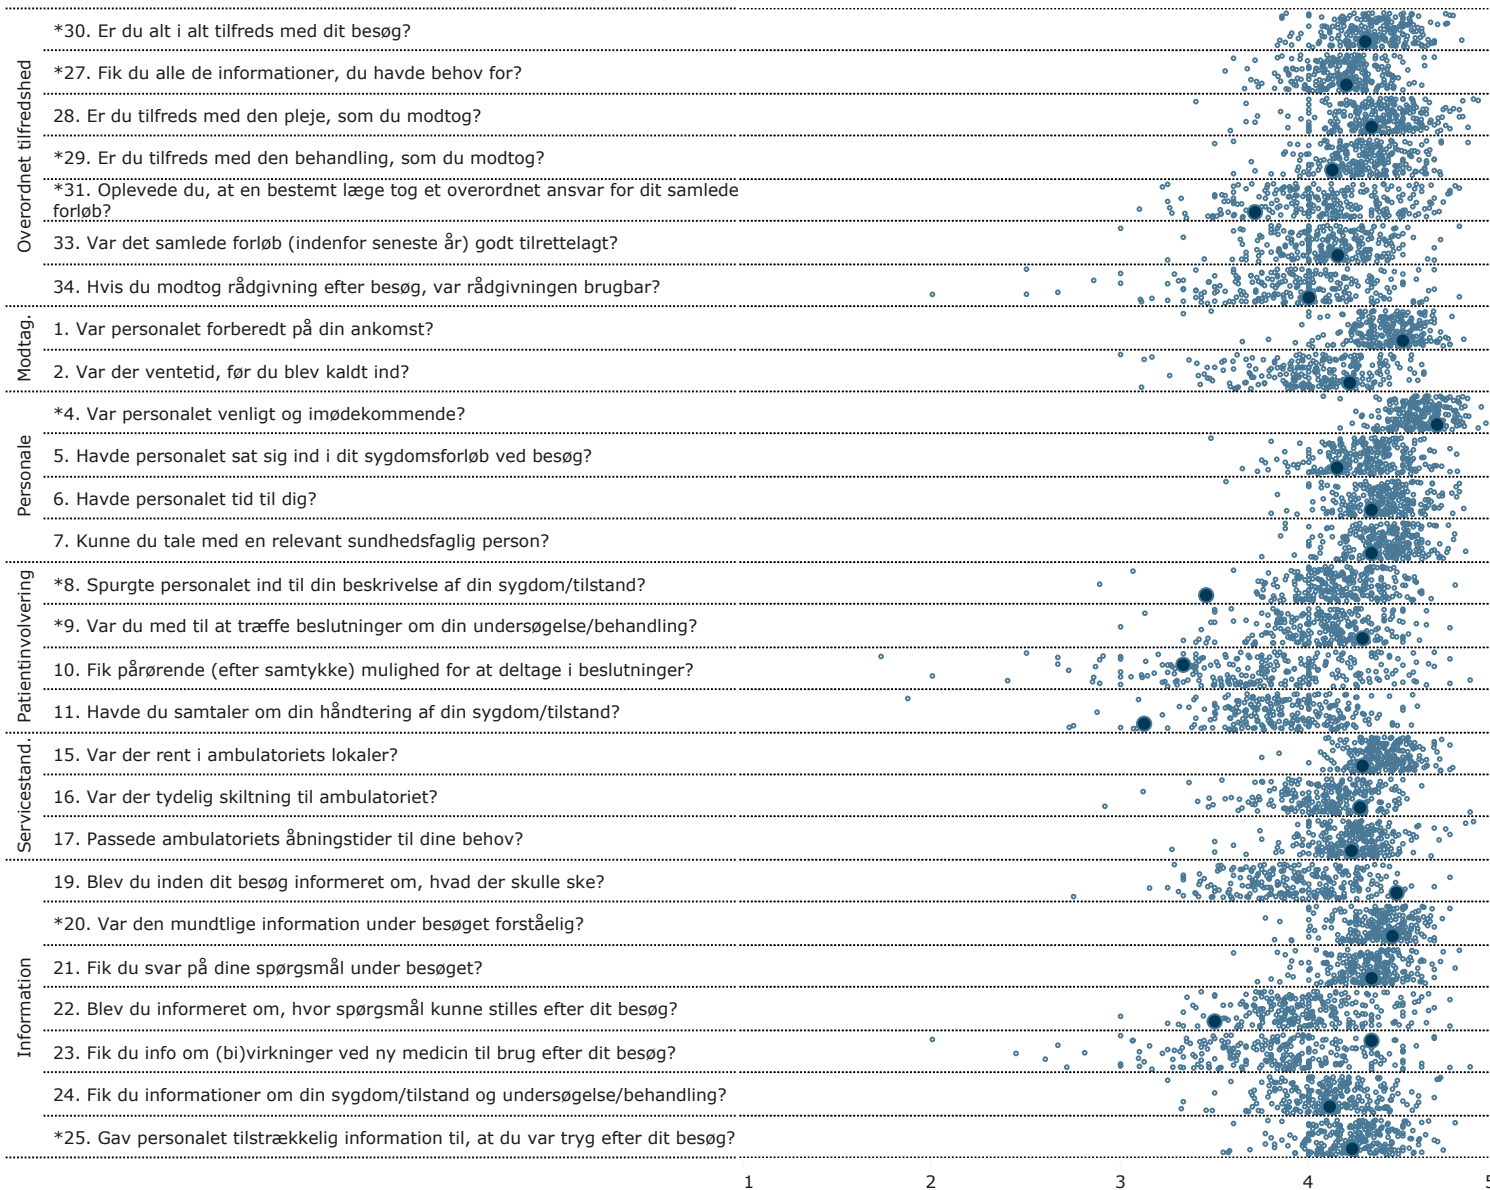 Overordnet tilfredshed
*30. Er du alt i alt tilfreds med dit besøg?
*27. Fik du alle de informationer, du havde behov for?
28. Er du tilfreds med den pleje, som du modtog?
*29. Er du tilfreds med den behandling, som du modtog?
*31. Oplevede du, at en bestemt læge tog et overordnet ansvar for dit samlede
forløb?
33. Var det samlede forløb (indenfor seneste år) godt tilrettelagt?
34. Hvis du modtog rådgivning efter besøg, var rådgivningen brugbar?
Modtag.
1. Var personalet forberedt på din ankomst?
2. Var der ventetid, før du blev kaldt ind?
Personale
*4. Var personalet venligt og imødekommende?
5. Havde personalet sat sig ind i dit sygdomsforløb ved besøg?
6. Havde personalet tid til dig?
7. Kunne du tale med en relevant sundhedsfaglig person?
Patientinvolvering
*8. Spurgte personalet ind til din beskrivelse af din sygdom/tilstand?
*9. Var du med til at træffe beslutninger om din undersøgelse/behandling?
10. Fik pårørende (efter samtykke) mulighed for at deltage i beslutninger?
11. Havde du samtaler om din håndtering af din sygdom/tilstand?
Servicestand.
15. Var der rent i ambulatoriets lokaler?
16. Var der tydelig skiltning til ambulatoriet?
17. Passede ambulatoriets åbningstider til dine behov?
Information
19. Blev du inden dit besøg informeret om, hvad der skulle ske?
*20. Var den mundtlige information under besøget forståelig?
21. Fik du svar på dine spørgsmål under besøget?
22. Blev du informeret om, hvor spørgsmål kunne stilles efter dit besøg?
23. Fik du info om (bi)virkninger ved ny medicin til brug efter dit besøg?
24. Fik du informationer om din sygdom/tilstand og undersøgelse/behandling?
*25. Gav personalet tilstrækkelig information til, at du var tryg efter dit besøg?
1 2 3 4 5